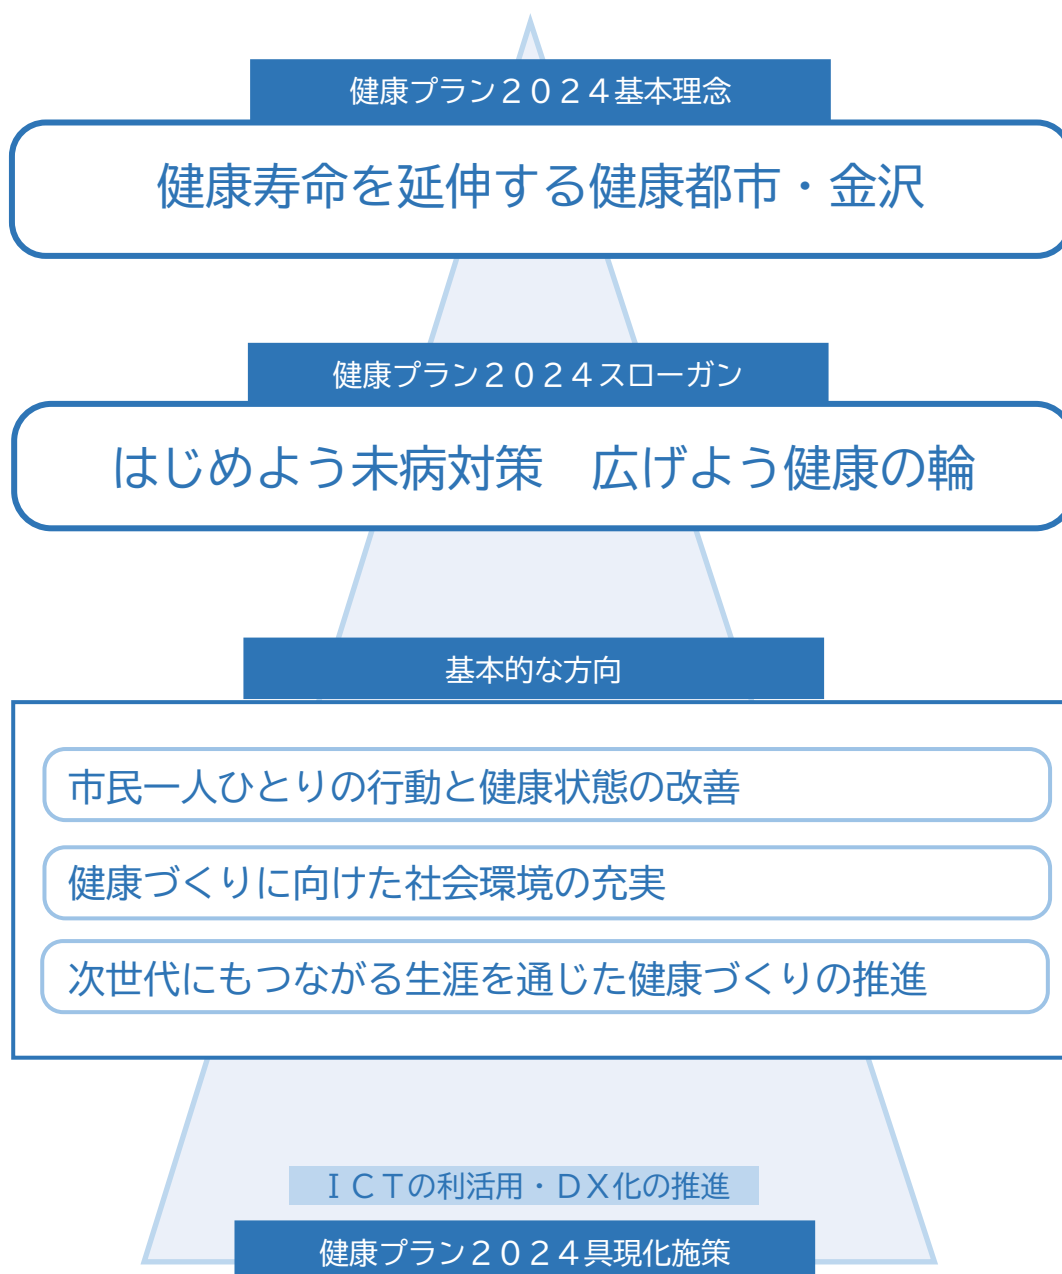 健康プラン２０２４基本理念
健康寿命を延伸する健康都市・金沢
健康プラン２０２４スローガン
はじめよう未病対策　広げよう健康の輪
基本的な方向
市民一人ひとりの行動と健康状態の改善
健康づくりに向けた社会環境の充実
次世代にもつながる生涯を通じた健康づくりの推進
ＩＣＴの利活用・ＤＸ化の推進
健康プラン２０２４具現化施策